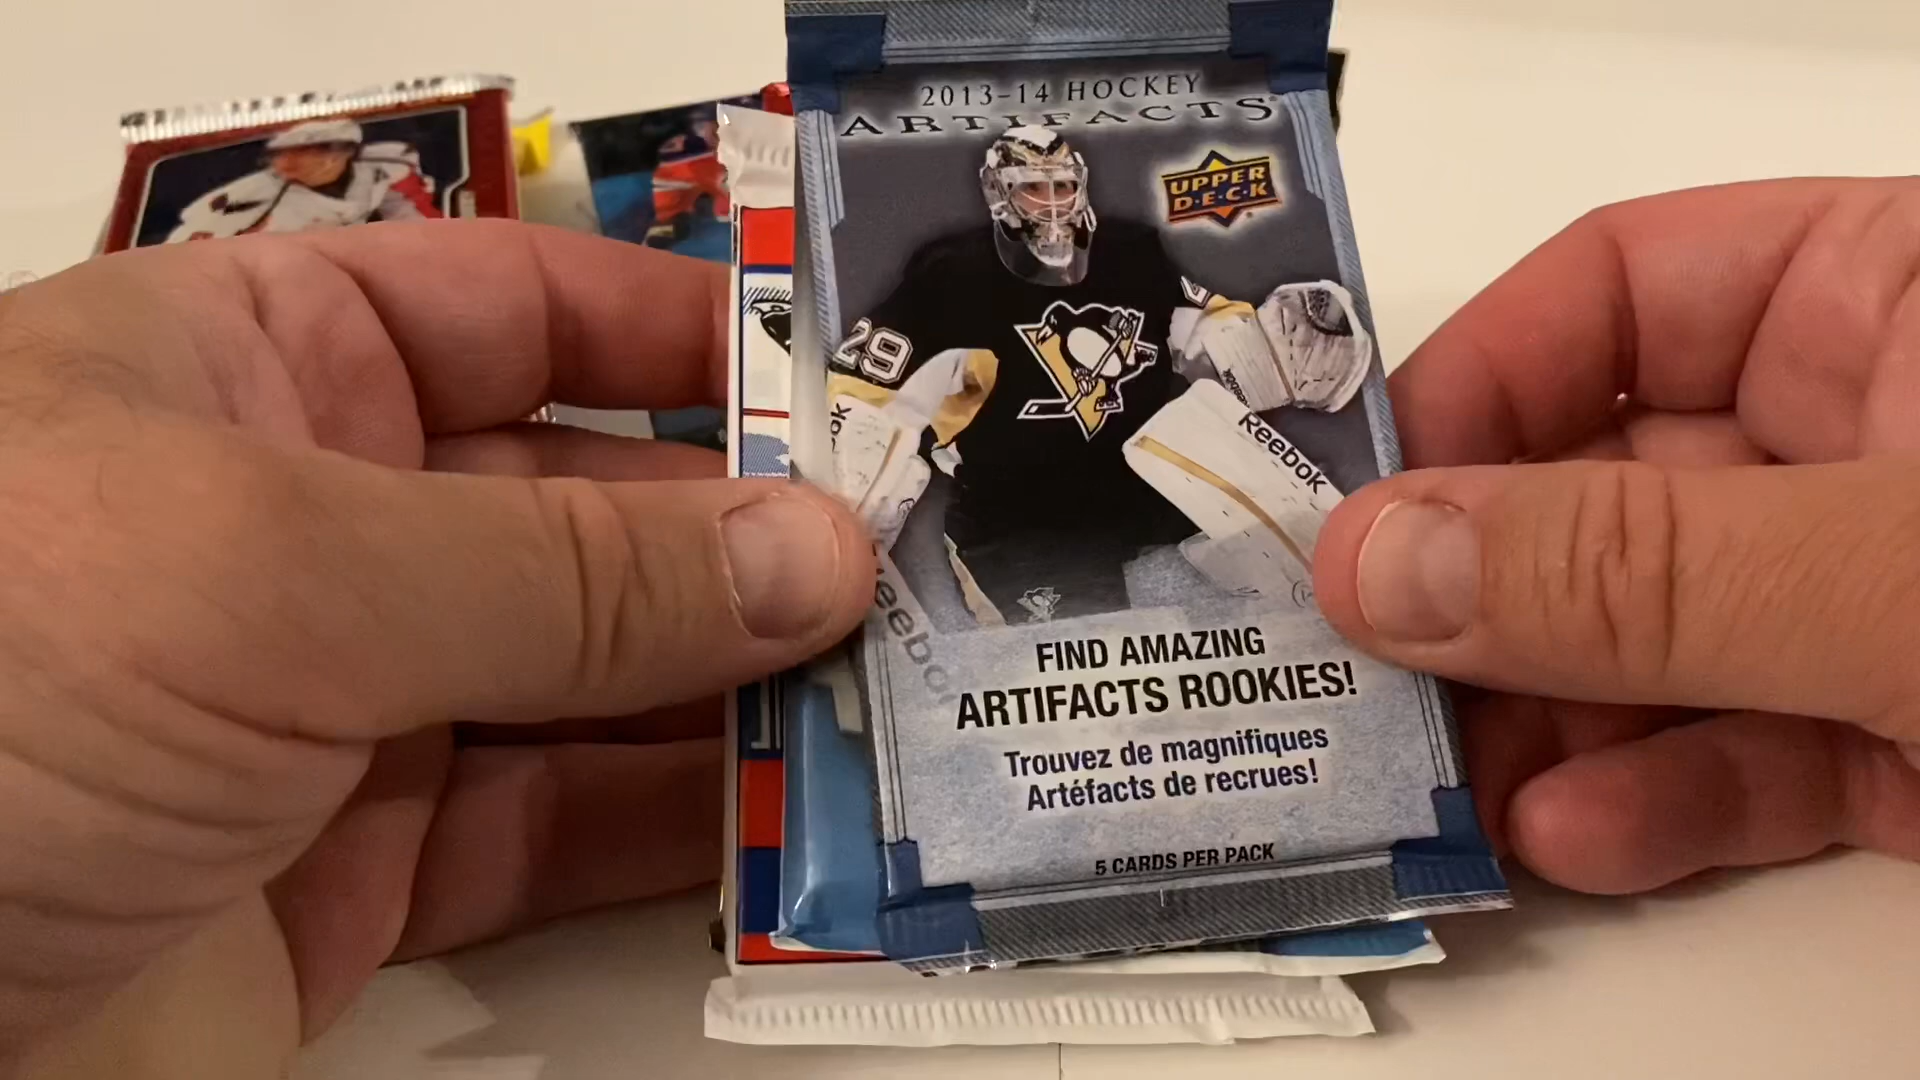 2013-14 HOCKEY
ARTIFACTS
UPPER
D·E·C·K
29
Reebok
Reebok
FIND AMAZING
ARTIFACTS ROOKIES!
Trouvez de magnifiques
Artéfacts de recrues!
5 CARDS PER PACK